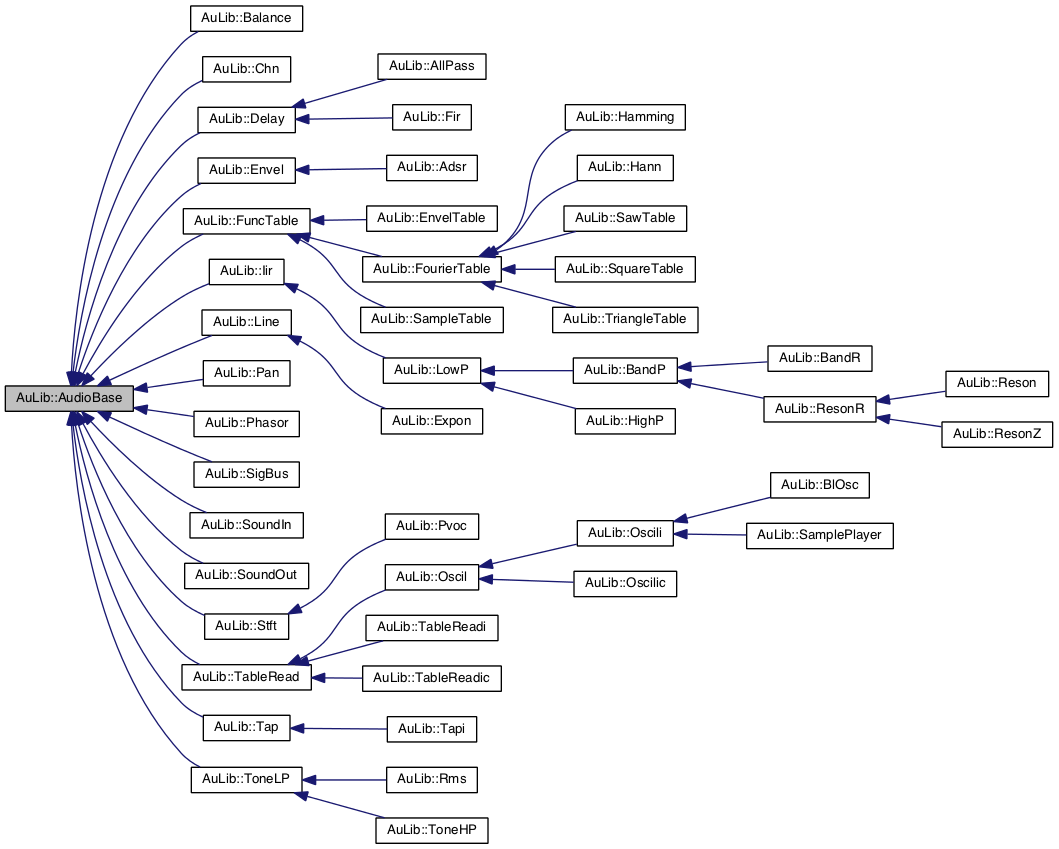 AuLib::Balance
AuLib::Chn
AuLib::AllPass
AuLib::Delay
AuLib::Fir
AuLib::Hamming
AuLib::Envel
AuLib::Adsr
AuLib::Hann
AuLib::FuncTable
AuLib::EnvelTable
AuLib::SawTable
AuLib::Iir
AuLib::FourierTable
AuLib::SquareTable
AuLib::Line
AuLib::SampleTable
AuLib::TriangleTable
AuLib::Pan
AuLib::LowP
AuLib::BandP
AuLib::BandR
AuLib::Reson
AuLib::AudioBase
AuLib::Phasor
AuLib::Expon
AuLib::HighP
AuLib::ResonR
AuLib::ResonZ
AuLib::SigBus
AuLib::BlOsc
AuLib::SoundIn
AuLib::Pvoc
AuLib::Oscili
AuLib::SamplePlayer
AuLib::SoundOut
AuLib::Oscil
AuLib::Oscilic
AuLib::Stft
AuLib::TableReadi
AuLib::TableRead
AuLib::TableReadic
AuLib::Tap
AuLib::Tapi
AuLib::ToneLP
AuLib::Rms
AuLib::ToneHP